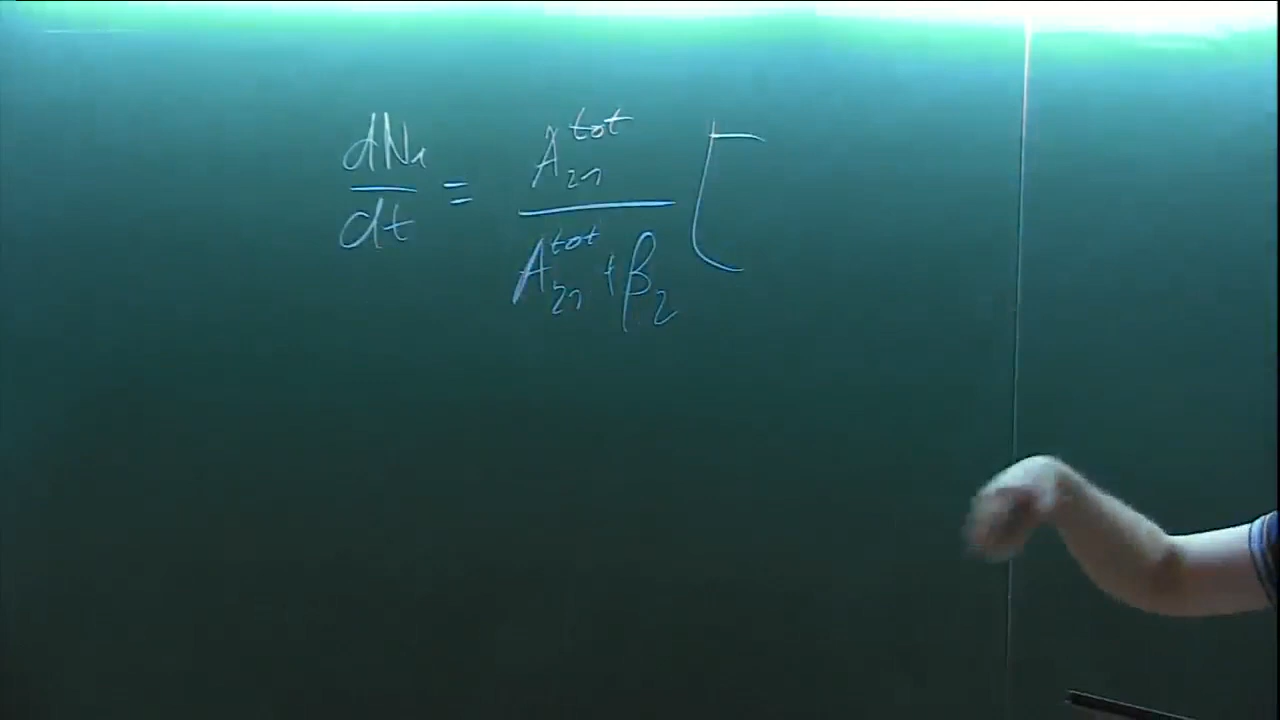 dN₁/dt = A₂₁^tot / (A₂₁^tot + β₂) [